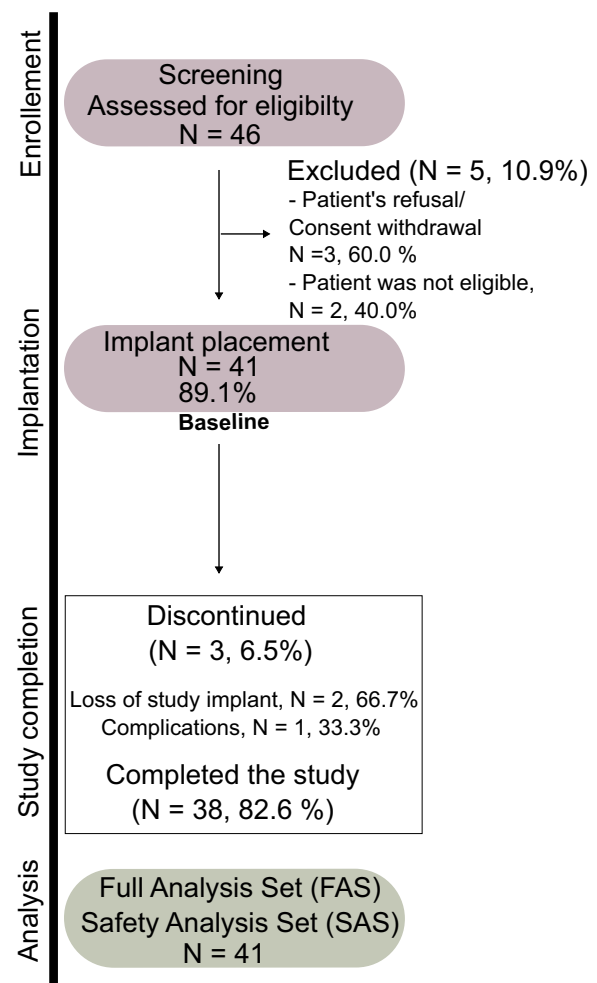 Enrollement
Screening
Assessed for eligibilty
N = 46
Excluded (N = 5, 10.9%)
- Patient's refusal/
Consent withdrawal
N =3, 60.0 %
- Patient was not eligible,
N = 2, 40.0%
Implantation
Implant placement
N = 41
89.1%
Baseline
Study completion
Discontinued
(N = 3, 6.5%)
Loss of study implant, N = 2, 66.7%
Complications, N = 1, 33.3%
Completed the study
(N = 38, 82.6 %)
Analysis
Full Analysis Set (FAS)
Safety Analysis Set (SAS)
N = 41